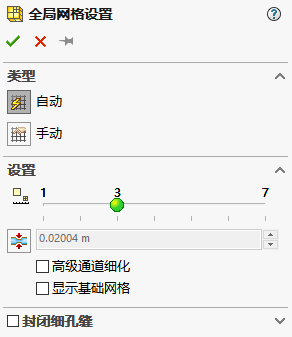 全局网格设置
类型
自动
手动
设置
1 3 7
0.02004 m
高级通道细化
显示基础网格
封闭细孔缝